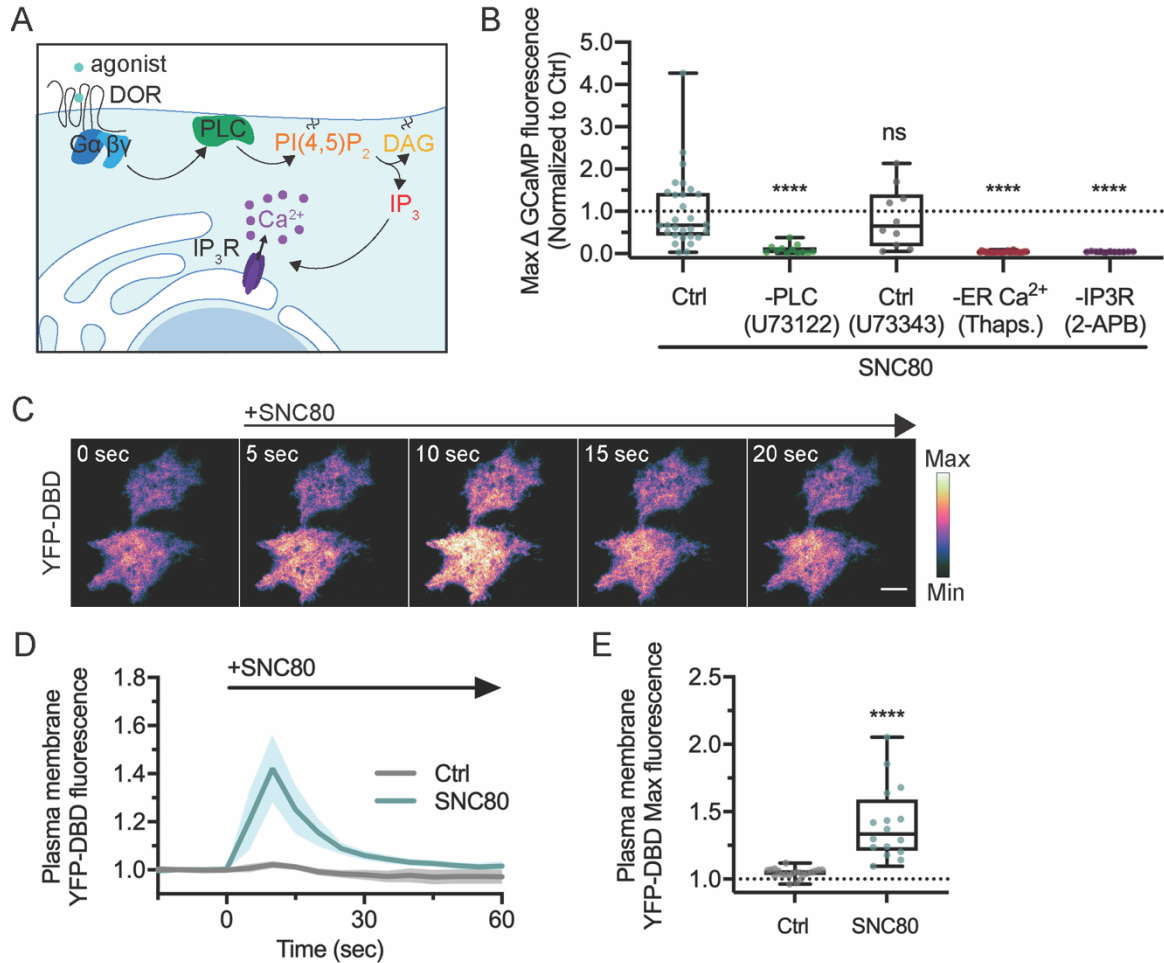 A
agonist
DOR
Gα βγ
PLC
PI(4,5)P2
DAG
IP3
Ca2+
IP3R
B
Max Δ GCaMP fluorescence
(Normalized to Ctrl)
5.0
4.0
3.0
2.0
1.0
0.0
ns
****
****
****
Ctrl
-PLC
(U73122)
Ctrl
(U73343)
-ER Ca2+
(Thaps.)
-IP3R
(2-APB)
SNC80
C
+SNC80
YFP-DBD
0 sec
5 sec
10 sec
15 sec
20 sec
Max
Min
D
Plasma membrane
YFP-DBD fluorescence
+SNC80
1.8
1.6
1.4
1.2
1.0
Ctrl
SNC80
0
30
60
Time (sec)
E
Plasma membrane
YFP-DBD Max fluorescence
2.5
2.0
1.5
1.0
****
Ctrl
SNC80